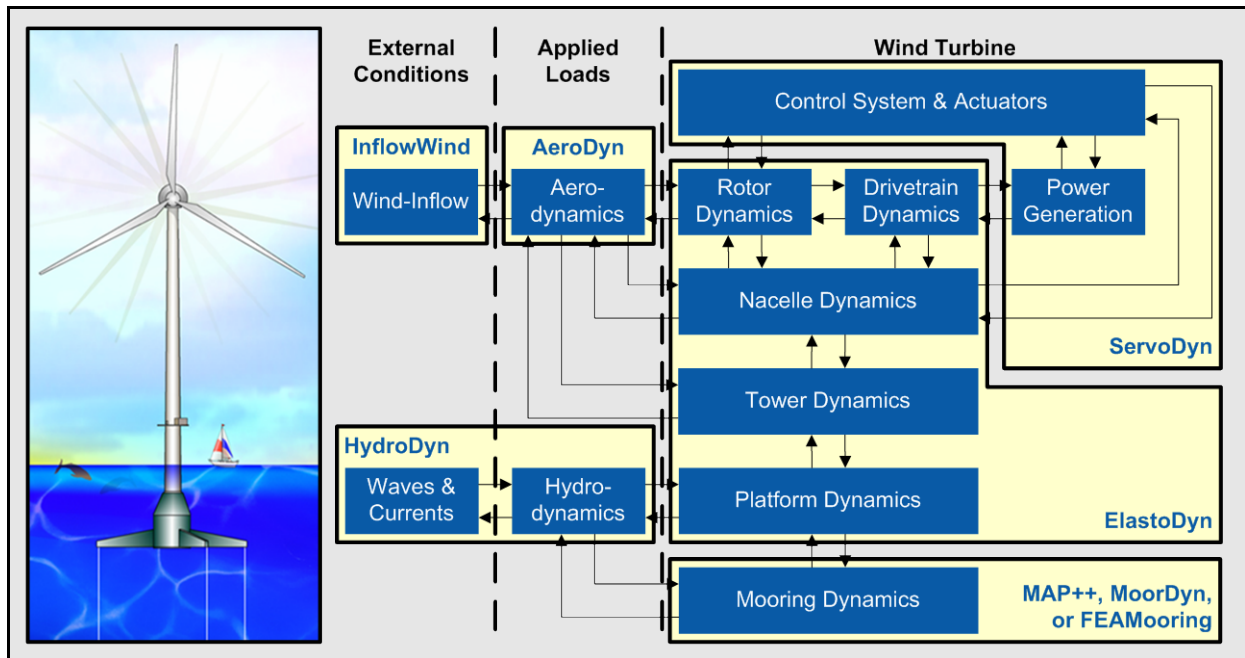 External
Conditions
Applied
Loads
Wind Turbine
Control System & Actuators
InflowWind
AeroDyn
Wind-Inflow
Aero-
dynamics
Rotor
Dynamics
Drivetrain
Dynamics
Power
Generation
Nacelle Dynamics
ServoDyn
Tower Dynamics
HydroDyn
Waves &
Currents
Hydro-
dynamics
Platform Dynamics
ElastoDyn
Mooring Dynamics
MAP++, MoorDyn,
or FEAMooring